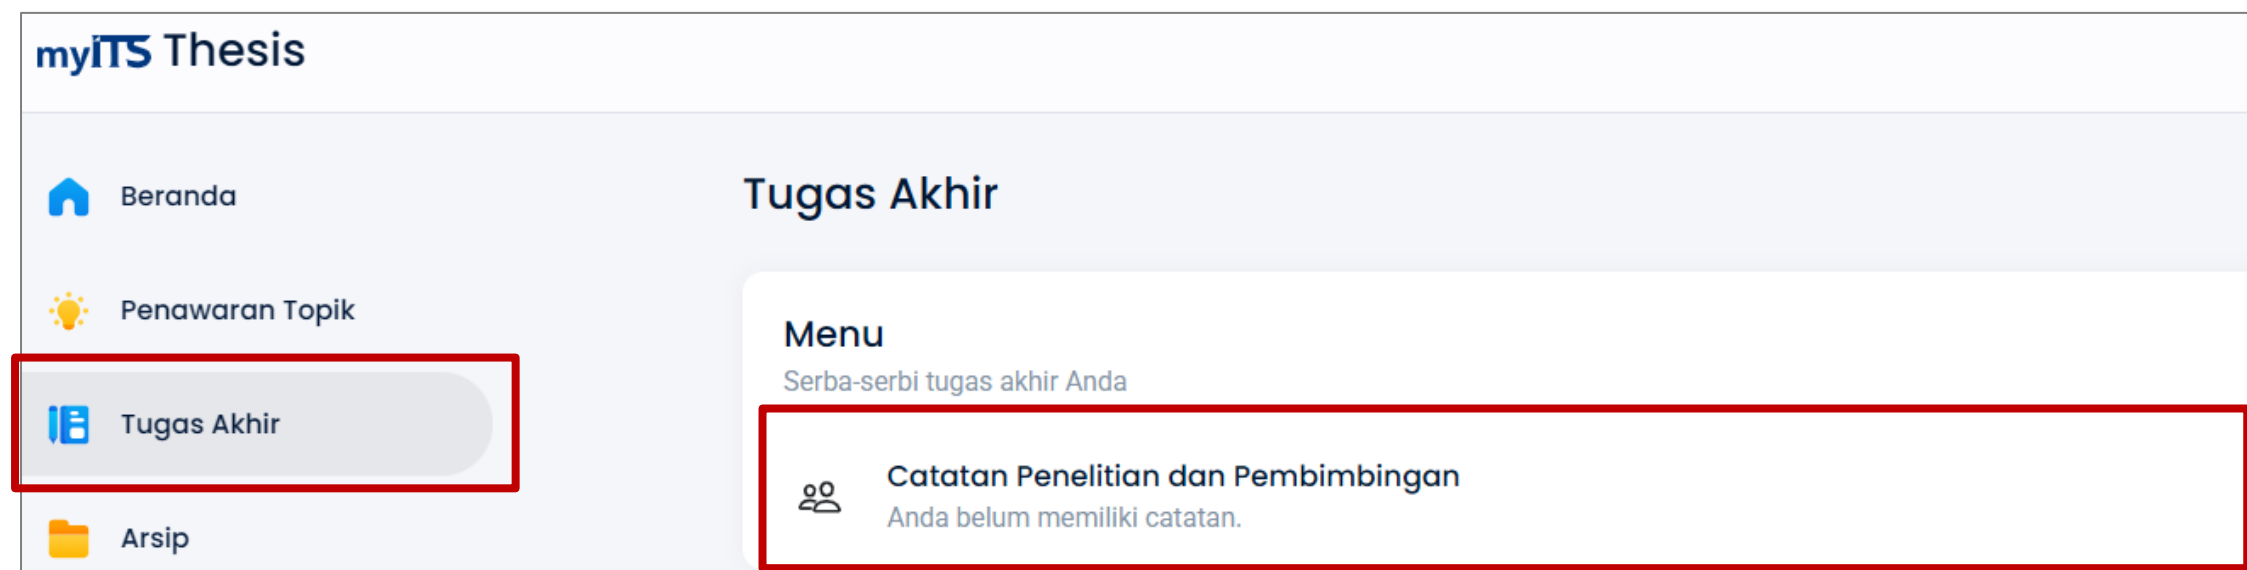 myITS Thesis
Beranda
Penawaran Topik
Tugas Akhir
Arsip
Tugas Akhir
Menu
Serba-serbi tugas akhir Anda
Catatan Penelitian dan Pembimbingan
Anda belum memiliki catatan.